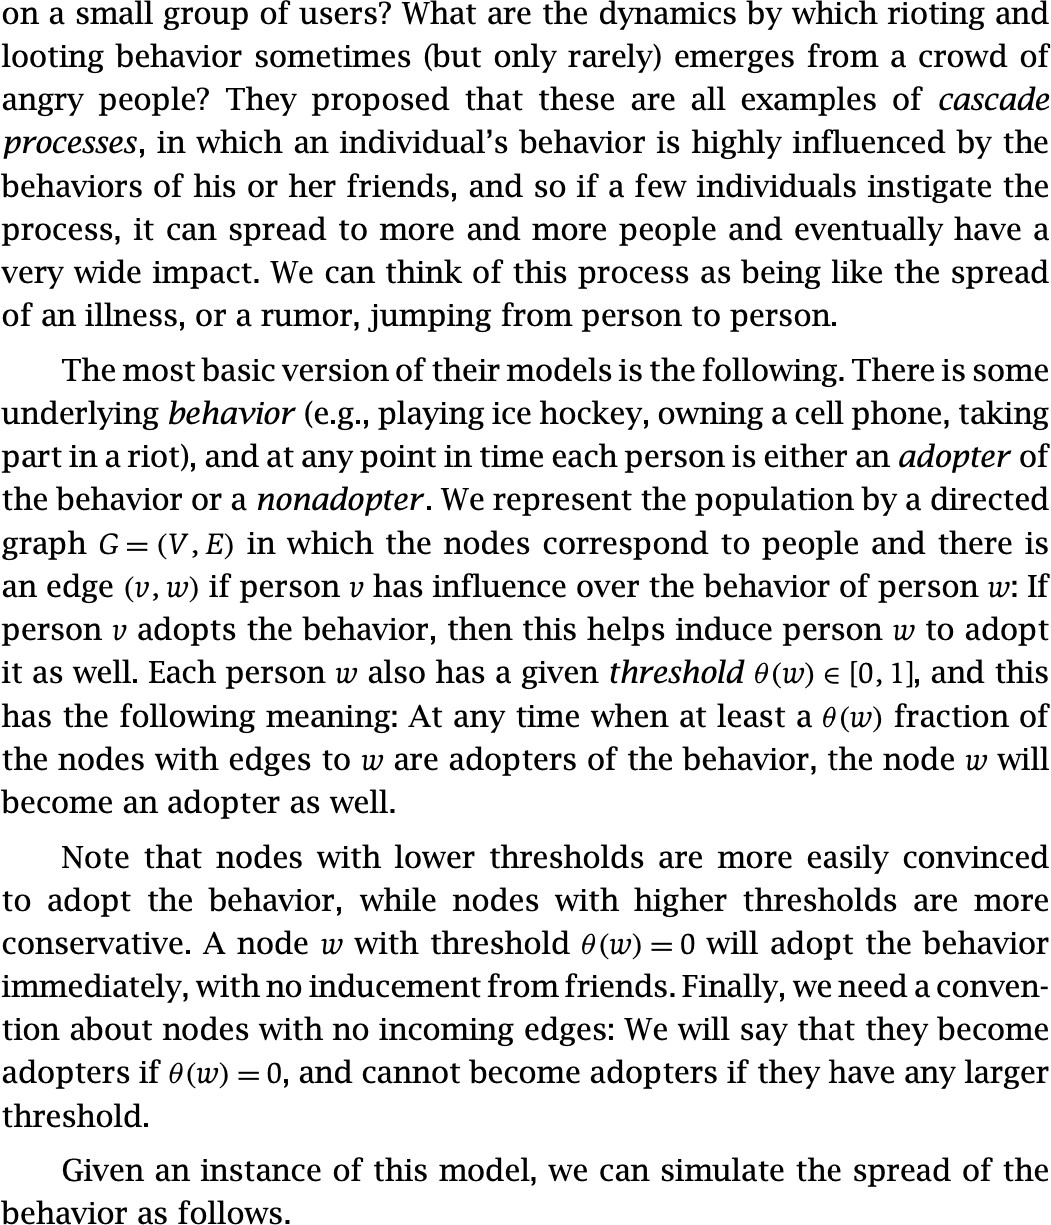 on a small group of users? What are the dynamics by which rioting and
looting behavior sometimes (but only rarely) emerges from a crowd of
angry people? They proposed that these are all examples of cascade
processes, in which an individual's behavior is highly influenced by the
behaviors of his or her friends, and so if a few individuals instigate the
process, it can spread to more and more people and eventually have a
very wide impact. We can think of this process as being like the spread
of an illness, or a rumor, jumping from person to person.
The most basic version of their models is the following. There is some
underlying behavior (e.g., playing ice hockey, owning a cell phone, taking
part in a riot), and at any point in time each person is either an adopter of
the behavior or a nonadopter. We represent the population by a directed
graph G = (V, E) in which the nodes correspond to people and there is
an edge (v, w) if person v has influence over the behavior of person w: If
person v adopts the behavior, then this helps induce person w to adopt
it as well. Each person w also has a given threshold θ(w) ∈ [0, 1], and this
has the following meaning: At any time when at least a θ(w) fraction of
the nodes with edges to w are adopters of the behavior, the node w will
become an adopter as well.
Note that nodes with lower thresholds are more easily convinced
to adopt the behavior, while nodes with higher thresholds are more
conservative. A node w with threshold θ(w) = 0 will adopt the behavior
immediately, with no inducement from friends. Finally, we need a conven-
tion about nodes with no incoming edges: We will say that they become
adopters if θ(w) = 0, and cannot become adopters if they have any larger
threshold.
Given an instance of this model, we can simulate the spread of the
behavior as follows.